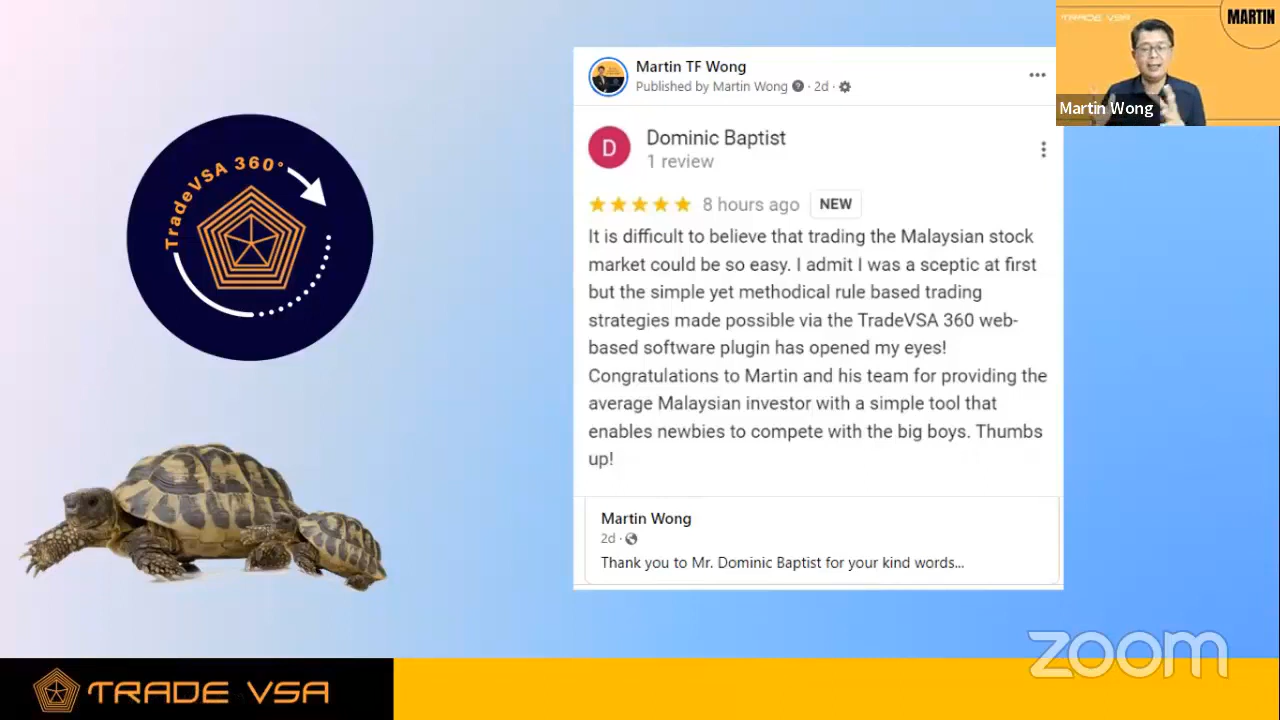 TradeVSA 360°
Martin TF Wong
Published by Martin Wong · 2d ·
D
Dominic Baptist
1 review
8 hours ago NEW
It is difficult to believe that trading the Malaysian stock
market could be so easy. I admit I was a sceptic at first
but the simple yet methodical rule based trading
strategies made possible via the TradeVSA 360 web-
based software plugin has opened my eyes!
Congratulations to Martin and his team for providing the
average Malaysian investor with a simple tool that
enables newbies to compete with the big boys. Thumbs
up!
Martin Wong
2d ·
Thank you to Mr. Dominic Baptist for your kind words...
TRADE VSA
MARTIN
Martin Wong
zoom
TRADE VSA